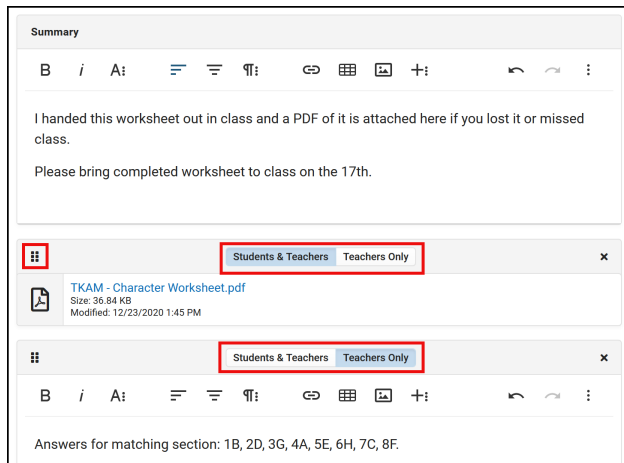 Summary
B i A
I handed this worksheet out in class and a PDF of it is attached here if you lost it or missed
class.
Please bring completed worksheet to class on the 17th.
Students & Teachers Teachers Only
TKAM - Character Worksheet.pdf
Size: 36.84 KB
Modified: 12/23/2020 1:45 PM
Students & Teachers Teachers Only
B i A
Answers for matching section: 1B, 2D, 3G, 4A, 5E, 6H, 7C, 8F.